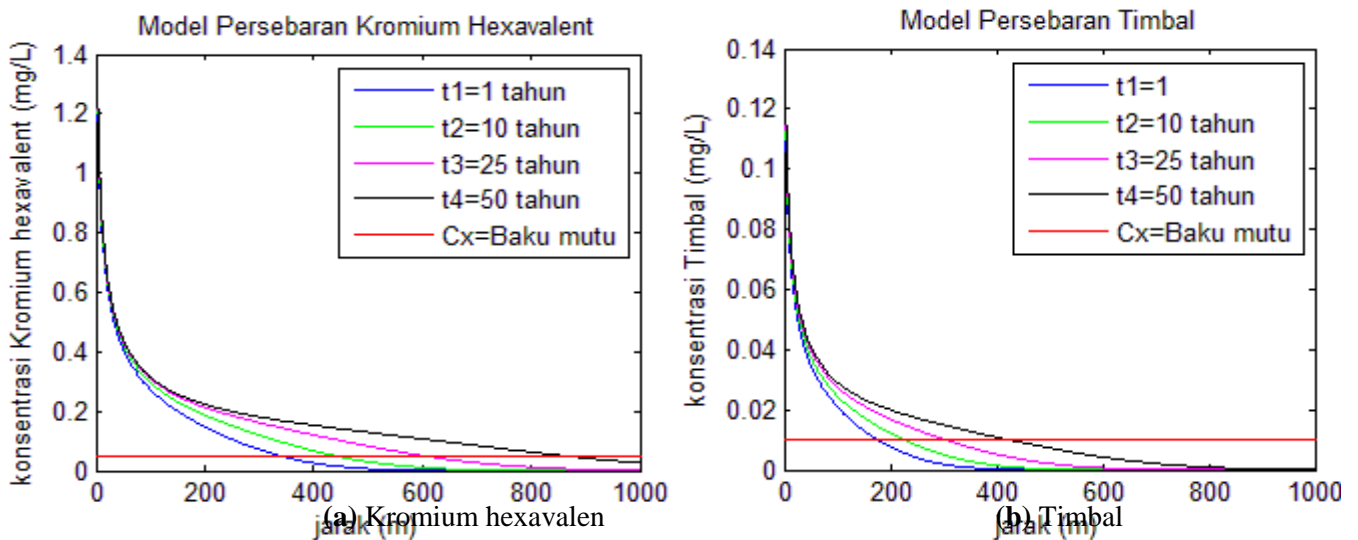 Model Persebaran Kromium Hexavalent
konsentrasi Kromium hexavalent (mg/L)
1.4
1.2
1
0.8
0.6
0.4
0.2
0
t1=1 tahun
t2=10 tahun
t3=25 tahun
t4=50 tahun
Cx=Baku mutu
0 200 400 600 800 1000
jarak (m)
(a) Kromium hexavalen
Model Persebaran Timbal
konsentrasi Timbal (mg/L)
0.14
0.12
0.1
0.08
0.06
0.04
0.02
0
t1=1
t2=10 tahun
t3=25 tahun
t4=50 tahun
Cx=Baku mutu
0 200 400 600 800 1000
jarak (m)
(b) Timbal